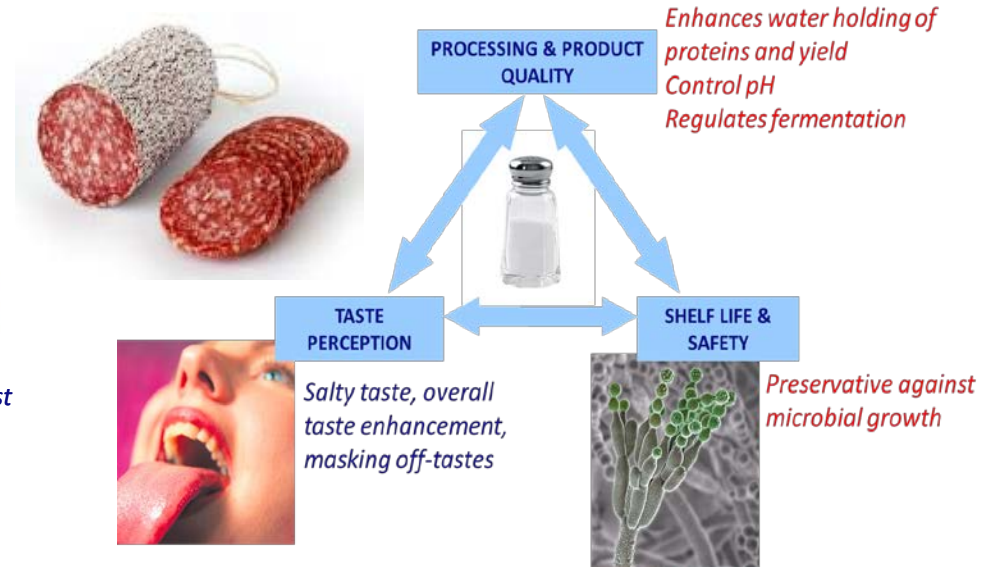 PROCESSING & PRODUCT
QUALITY
Enhances water holding of
proteins and yield
Control pH
Regulates fermentation
TASTE
PERCEPTION
SHELF LIFE &
SAFETY
st
Salty taste, overall
taste enhancement,
masking off-tastes
Preservative against
microbial growth